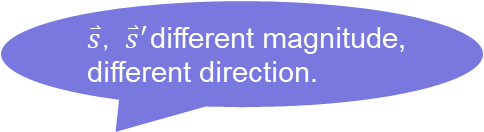 s⃗, s⃗′ different magnitude,
different direction.